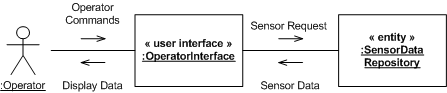 Operator
Commands
Sensor Request
« user interface »
:OperatorInterface
« entity »
:SensorData
Repository
:Operator
Display Data
Sensor Data